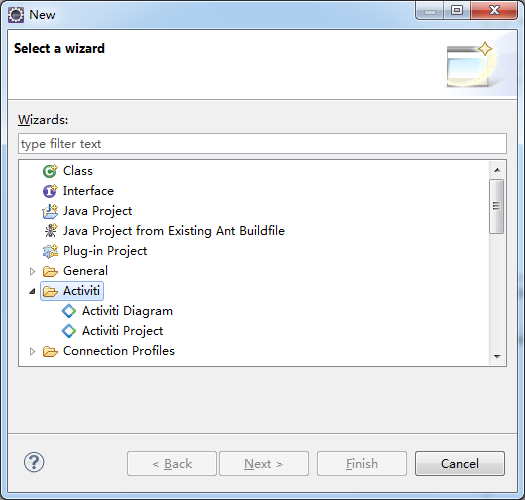 New
Select a wizard
Wizards:
type filter text
Class
Interface
Java Project
Java Project from Existing Ant Buildfile
Plug-in Project
General
Activiti
Activiti Diagram
Activiti Project
Connection Profiles
? < Back Next > Finish Cancel